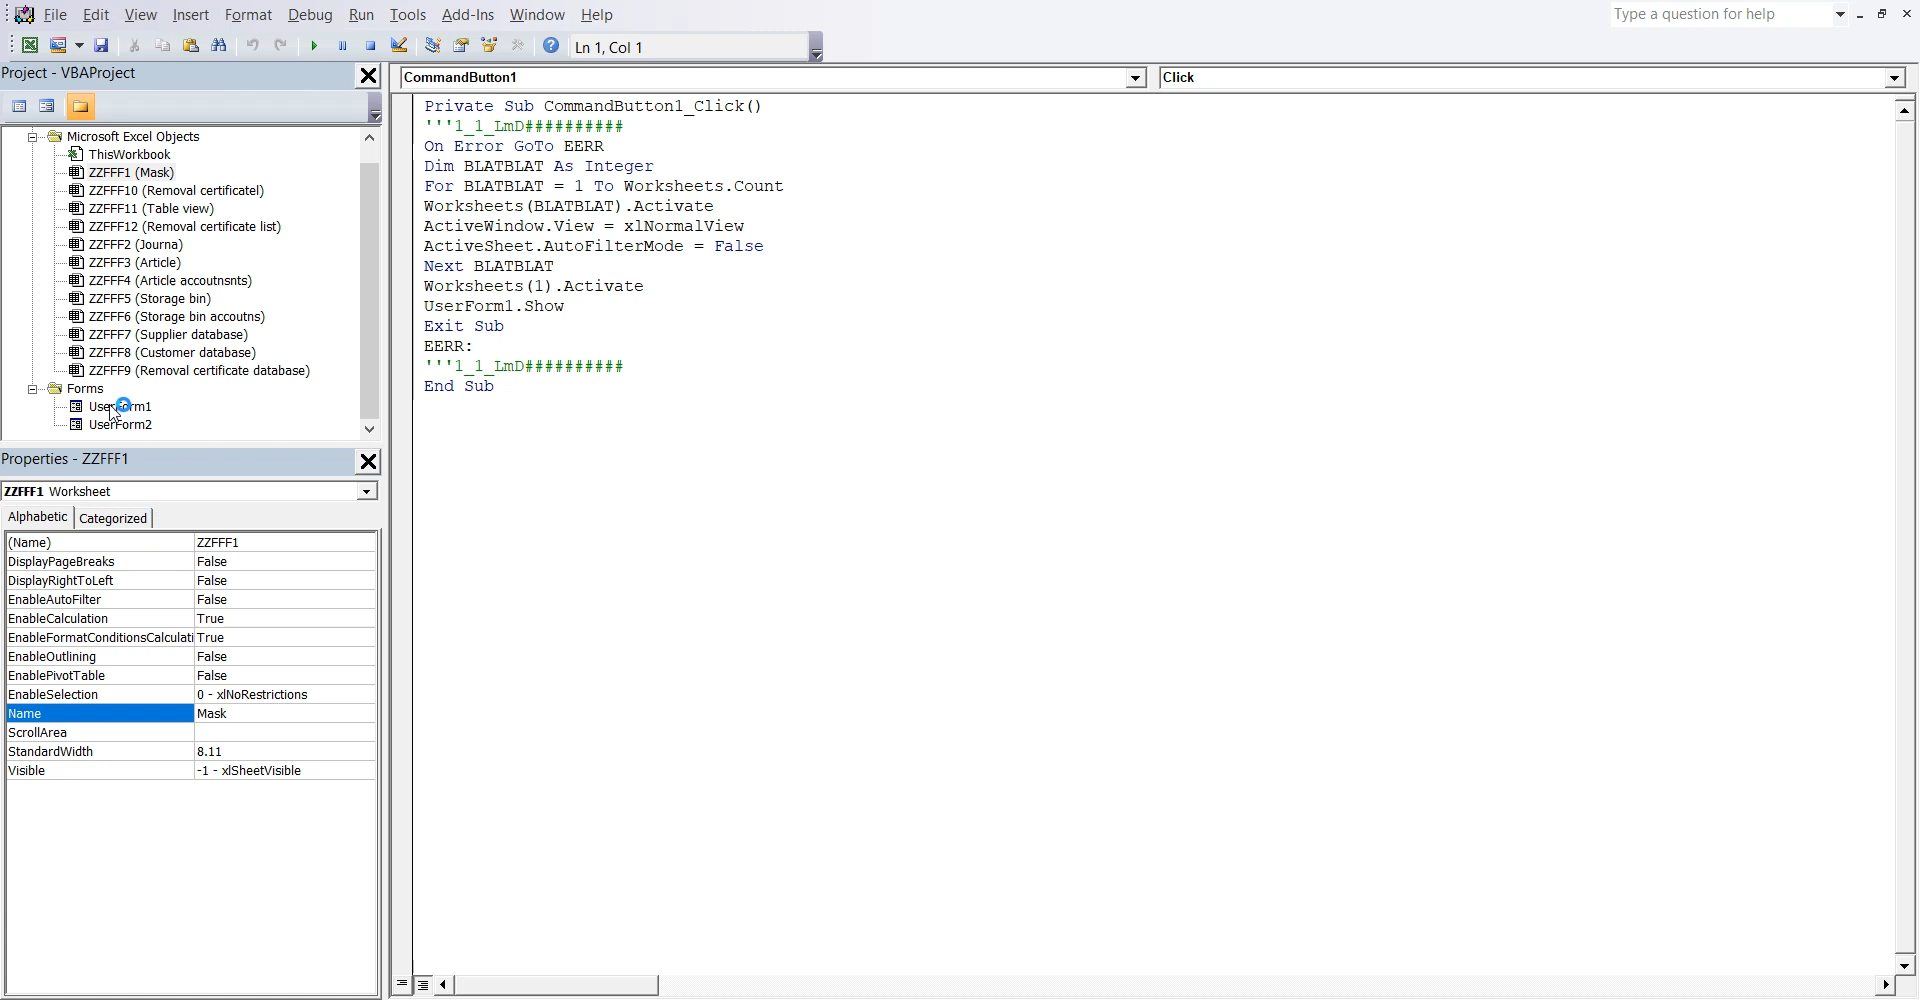 File Edit View Insert Format Debug Run Tools Add-Ins Window Help
Type a question for help
Ln 1, Col 1
Project - VBAProject
Microsoft Excel Objects
ThisWorkbook
ZZFFF1 (Mask)
ZZFFF10 (Removal certificatel)
ZZFFF11 (Table view)
ZZFFF12 (Removal certificate list)
ZZFFF2 (Journa)
ZZFFF3 (Article)
ZZFFF4 (Article accoutnsnts)
ZZFFF5 (Storage bin)
ZZFFF6 (Storage bin accoutns)
ZZFFF7 (Supplier database)
ZZFFF8 (Customer database)
ZZFFF9 (Removal certificate database)
Forms
UserForm1
UserForm2
Properties - ZZFFF1
ZZFFF1 Worksheet
Alphabetic Categorized
(Name) ZZFFF1
DisplayPageBreaks False
DisplayRightToLeft False
EnableAutoFilter False
EnableCalculation True
EnableFormatConditionsCalculati True
EnableOutlining False
EnablePivotTable False
EnableSelection 0 - xlNoRestrictions
Name Mask
ScrollArea
StandardWidth 8.11
Visible -1 - xlSheetVisible
CommandButton1 Click
Private Sub CommandButton1_Click()
'''1_1_LmD##########
On Error GoTo EERR
Dim BLATBLAT As Integer
For BLATBLAT = 1 To Worksheets.Count
Worksheets(BLATBLAT).Activate
ActiveWindow.View = xlNormalView
ActiveSheet.AutoFilterMode = False
Next BLATBLAT
Worksheets(1).Activate
UserForm1.Show
Exit Sub
EERR:
'''1_1_LmD##########
End Sub